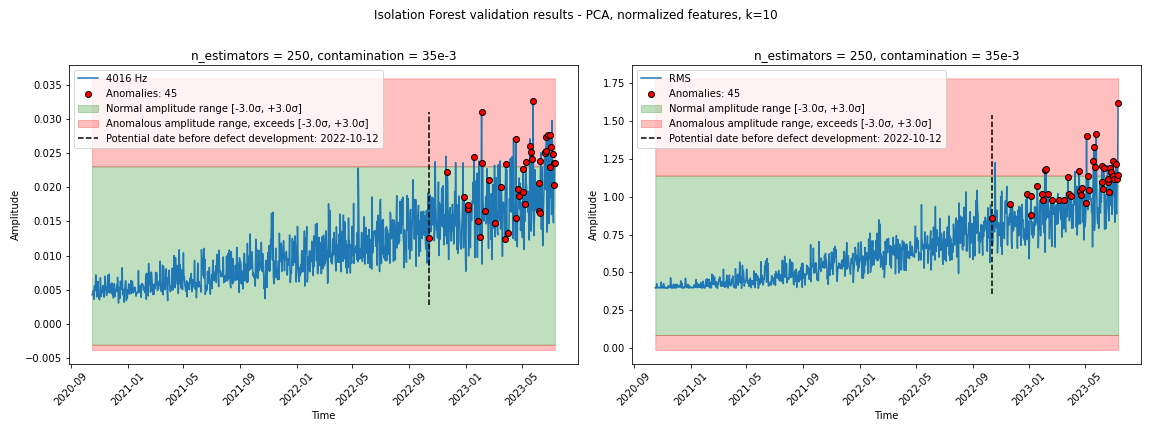 Isolation Forest validation results - PCA, normalized features, k=10
n_estimators = 250, contamination = 35e-3
4016 Hz
Anomalies: 45
Normal amplitude range [-3.0σ, +3.0σ]
Anomalous amplitude range, exceeds [-3.0σ, +3.0σ]
Potential date before defect development: 2022-10-12
0.035
0.030
0.025
0.020
0.015
0.010
0.005
0.000
−0.005
Amplitude
2020-09
2021-01
2021-05
2021-09
2022-01
2022-05
2022-09
2023-01
2023-05
Time
n_estimators = 250, contamination = 35e-3
RMS
Anomalies: 45
Normal amplitude range [-3.0σ, +3.0σ]
Anomalous amplitude range, exceeds [-3.0σ, +3.0σ]
Potential date before defect development: 2022-10-12
1.75
1.50
1.25
1.00
0.75
0.50
0.25
0.00
Amplitude
2020-09
2021-01
2021-05
2021-09
2022-01
2022-05
2022-09
2023-01
2023-05
Time